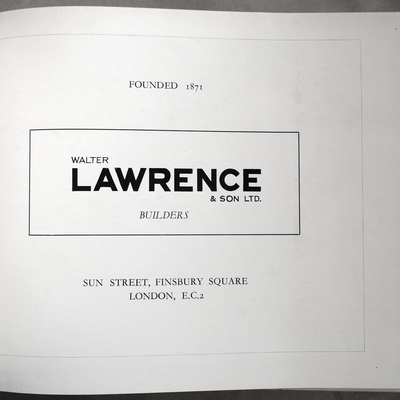 FOUNDED 1871
WALTER
LAWRENCE
& SON LTD.
BUILDERS
SUN STREET, FINSBURY SQUARE
LONDON, E.C.2